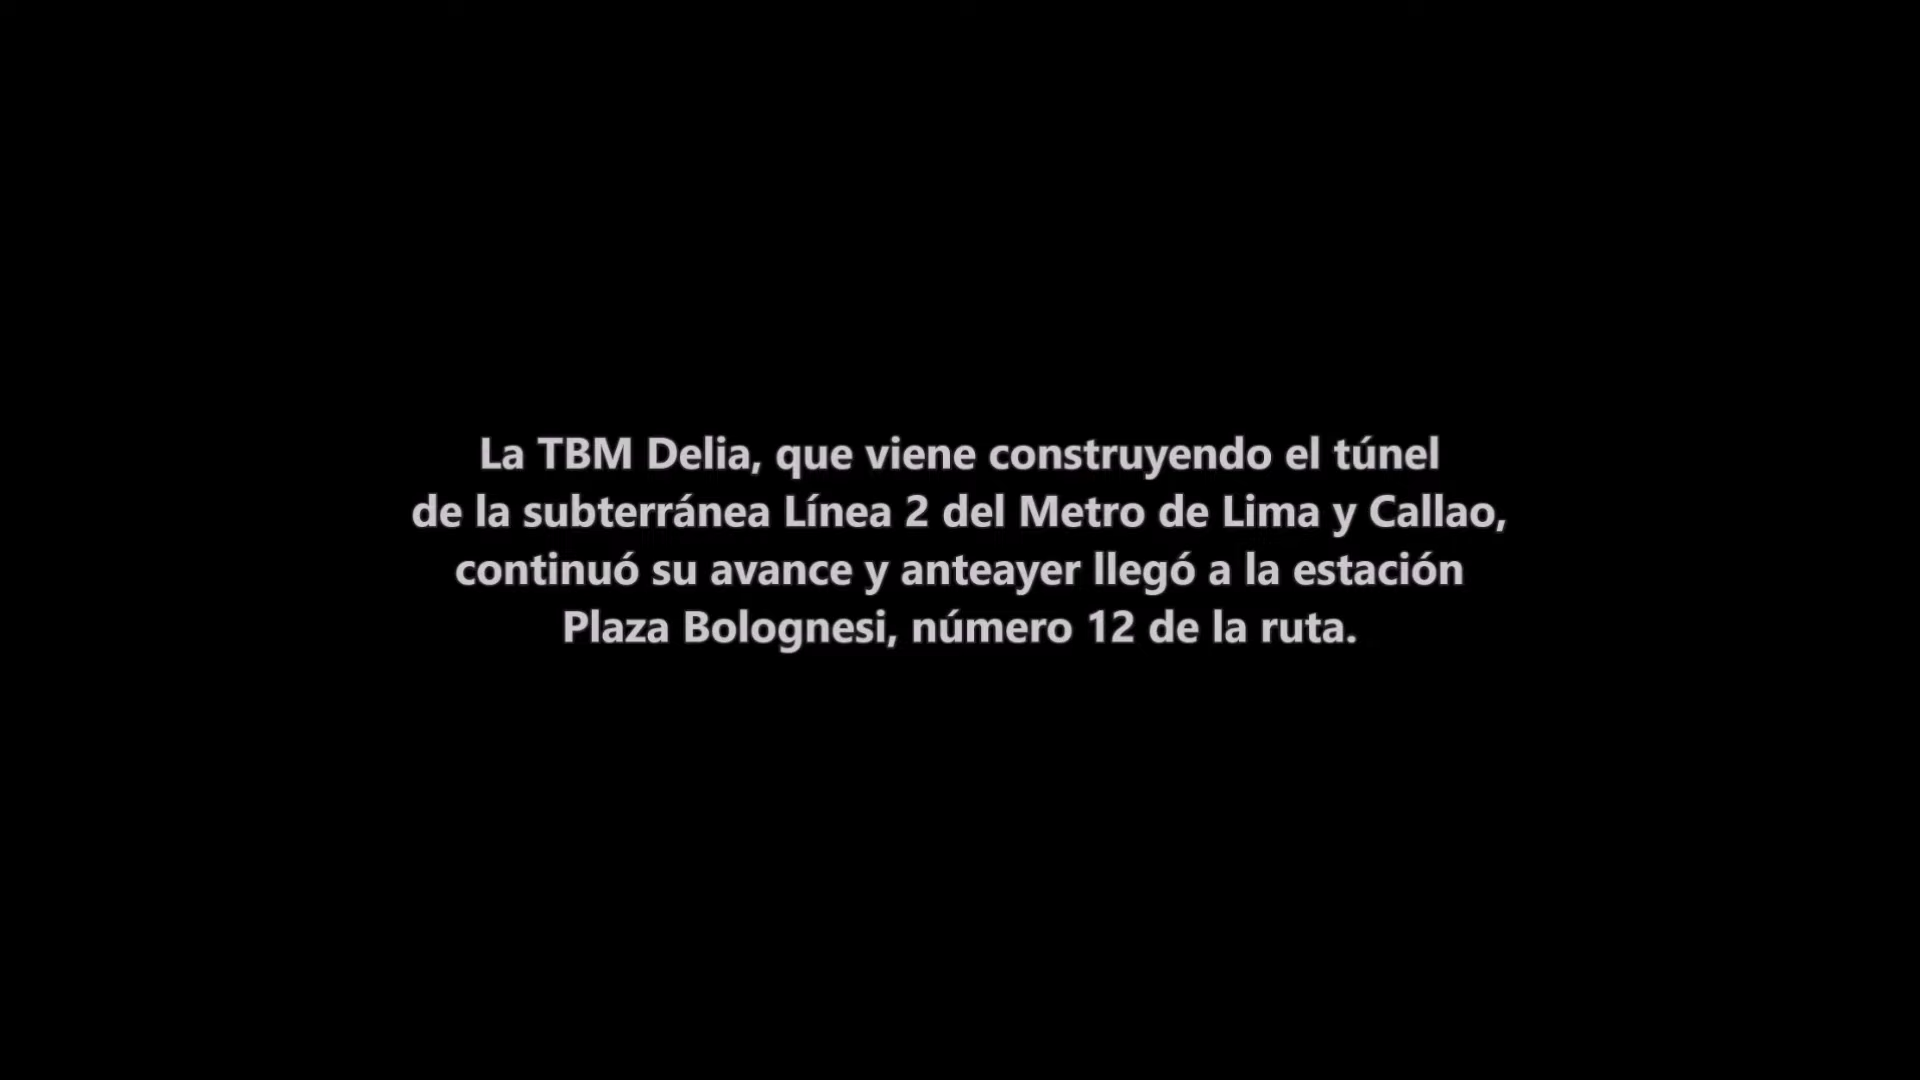 La TBM Delia, que viene construyendo el túnel
de la subterránea Línea 2 del Metro de Lima y Callao,
continuó su avance y anteayer llegó a la estación
Plaza Bolognesi, número 12 de la ruta.